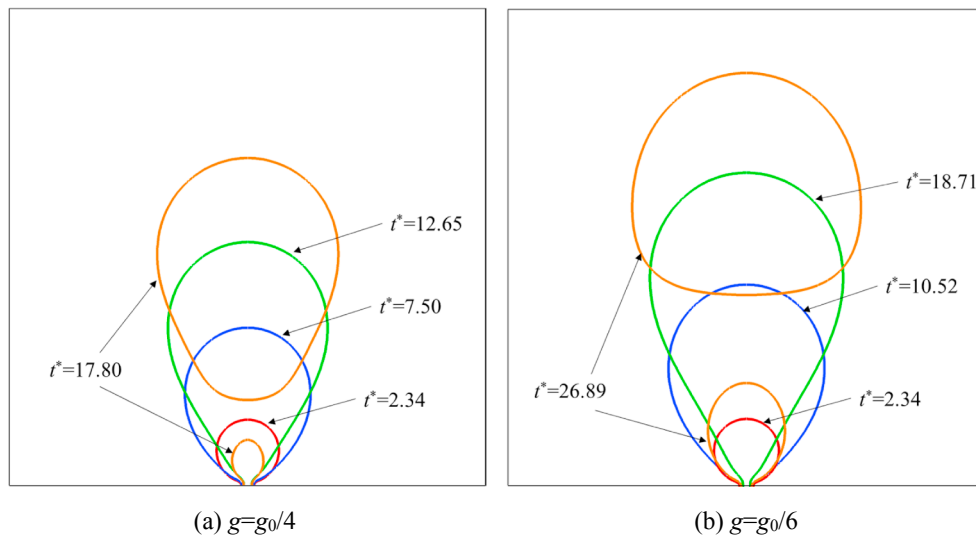 t*=12.65
t*=7.50
t*=17.80
t*=2.34
(a) g=g₀/4
t*=18.71
t*=10.52
t*=26.89
t*=2.34
(b) g=g₀/6